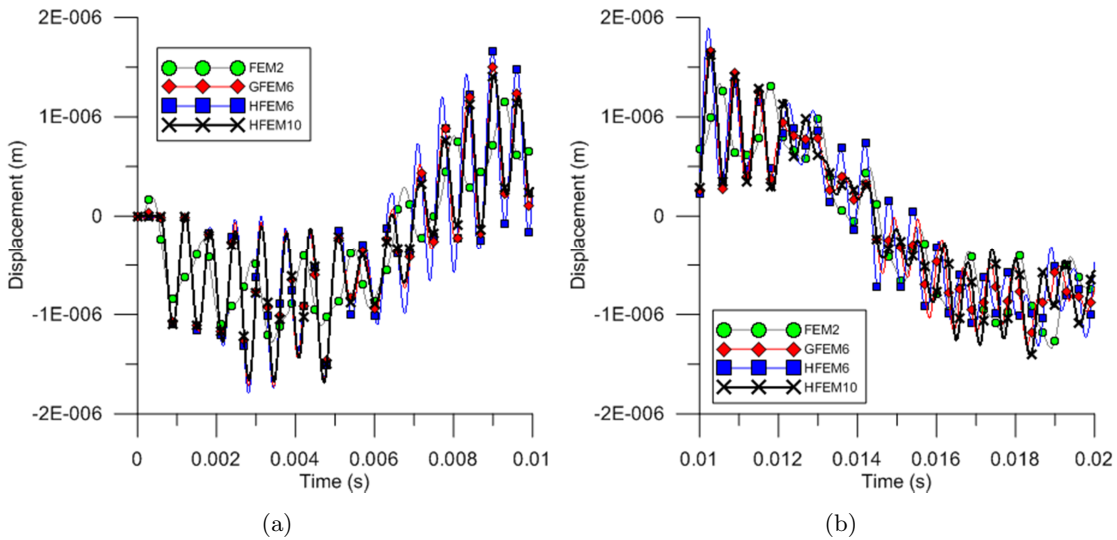 2E-006
1E-006
0
-1E-006
-2E-006
Displacement (m)
FEM2
GFEM6
HFEM6
HFEM10
0 0.002 0.004 0.006 0.008 0.01
Time (s)
(a)
2E-006
1E-006
0
-1E-006
-2E-006
Displacement (m)
FEM2
GFEM6
HFEM6
HFEM10
0.01 0.012 0.014 0.016 0.018 0.02
Time (s)
(b)